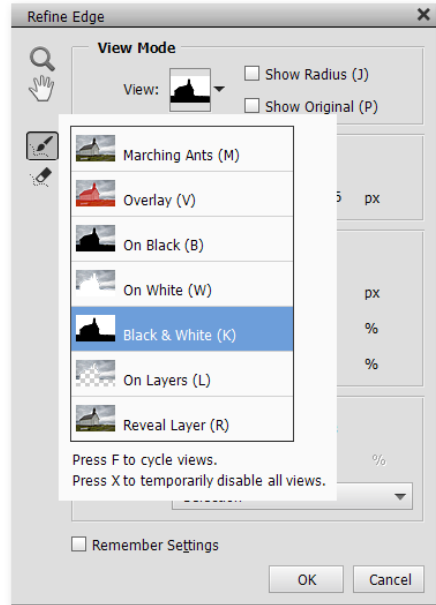 Refine Edge
View Mode
View:
Show Radius (J)
Show Original (P)
Marching Ants (M)
Overlay (V)
px
On Black (B)
On White (W)
px
Black & White (K)
%
%
On Layers (L)
Reveal Layer (R)
Press F to cycle views.
%
Press X to temporarily disable all views.
Remember Settings
OK
Cancel